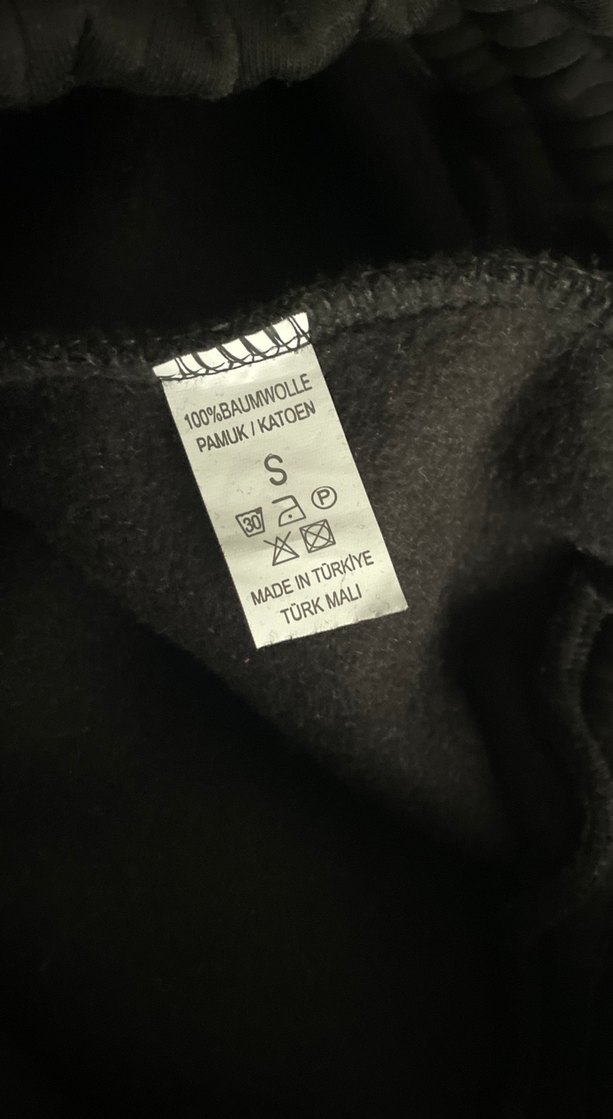 100%BAUMWOLLE
PAMUK / KATOEN
S
30 P
MADE IN TÜRKİYE
TÜRK MALI